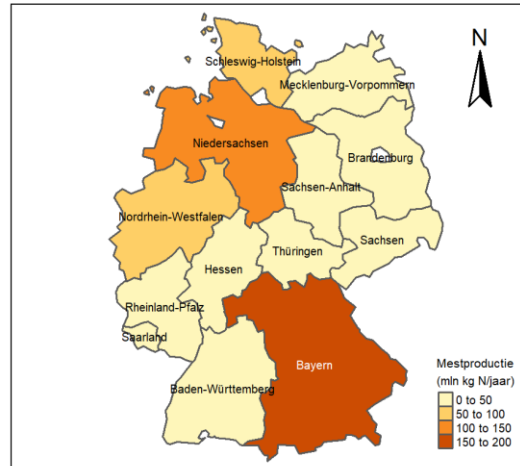 N
Schleswig-Holstein
Mecklenburg-Vorpommern
Niedersachsen
Brandenburg
Sachsen-Anhalt
Nordrhein-Westfalen
Sachsen
Thüringen
Hessen
Rheinland-Pfalz
Saarland
Bayern
Baden-Württemberg
Mestproductie
(mln kg N/jaar)
0 to 50
50 to 100
100 to 150
150 to 200